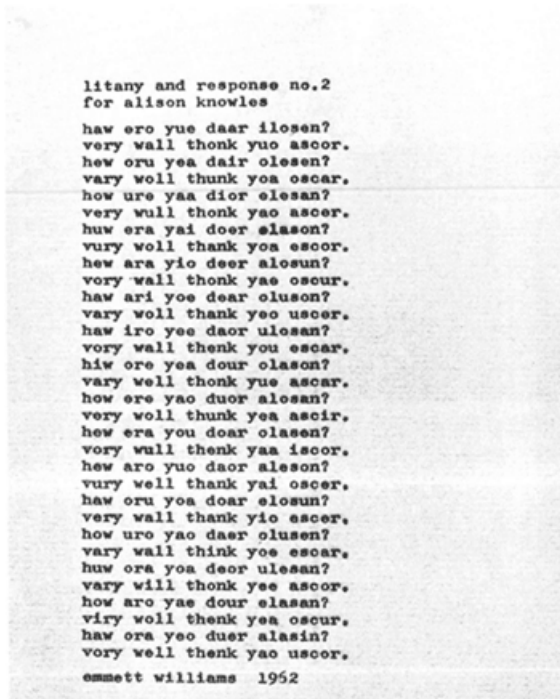 litany and response no.2
for alison knowles
haw ero yue daar ilosen?
very wall thonk yuo ascor.
hew oru yea dair olesen?
vary woll thunk yoa oscar.
how ure yaa dior elesan?
very wull thonk yao ascer.
huw era yai doer elason?
vury woll thank yoa escor.
hew ara yio deer alosun?
vory wall thonk yae oscur.
haw ari yoe dear oluson?
vary woll thank yeo uscer.
haw iro yee daor ulosan?
vory wall thenk you escar.
hiw ore yea dour olason?
vary well thonk yue ascar.
how ere yao duor alosan?
very woll thunk yea ascir.
hew era you doar olasen?
vory wull thenk yaa iscor.
hew aro yuo daor aleson?
vury well thank yai oscer.
haw oru yoa doar elosun?
very wall thank yio escer.
how uro yao daer olusen?
vary wall think yoe escar.
huw ora yoa deor ulesan?
vary will thonk yee ascor.
how aro yae dour elasan?
viry woll thenk yea oscur.
haw ora yeo duer alasin?
vory well thenk yao uscor.
emmett williams 1952